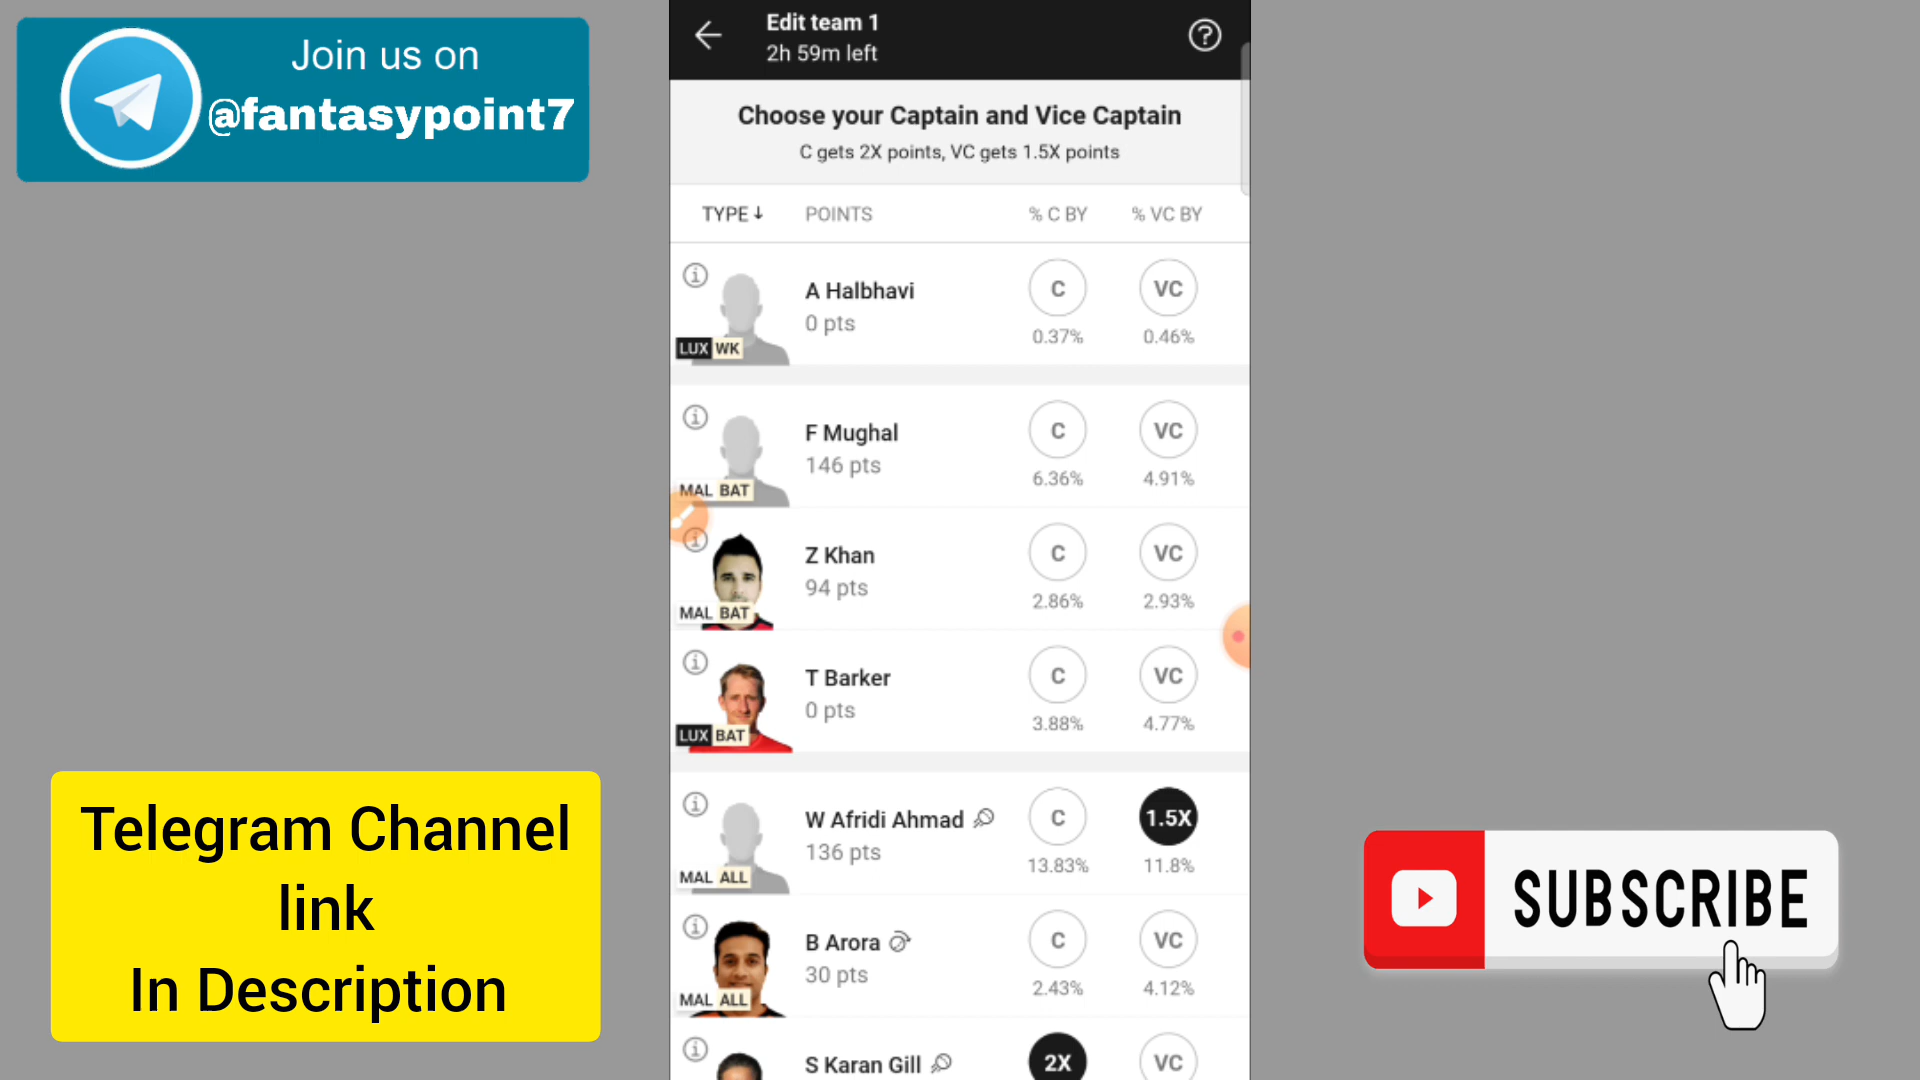 Join us on
@fantasypoint7
Edit team 1
2h 59m left
Choose your Captain and Vice Captain
C gets 2X points, VC gets 1.5X points
TYPE↓ POINTS % C BY % VC BY
A Halbhavi
0 pts
LUX WK
C VC
0.37% 0.46%
F Mughal
146 pts
MAL BAT
C VC
6.36% 4.91%
Z Khan
94 pts
MAL BAT
C VC
2.86% 2.93%
T Barker
0 pts
LUX BAT
C VC
3.88% 4.77%
W Afridi Ahmad
136 pts
MAL ALL
C 1.5X
13.83% 11.8%
B Arora
30 pts
MAL ALL
C VC
2.43% 4.12%
S Karan Gill
2X VC
Telegram Channel
link
In Description
SUBSCRIBE